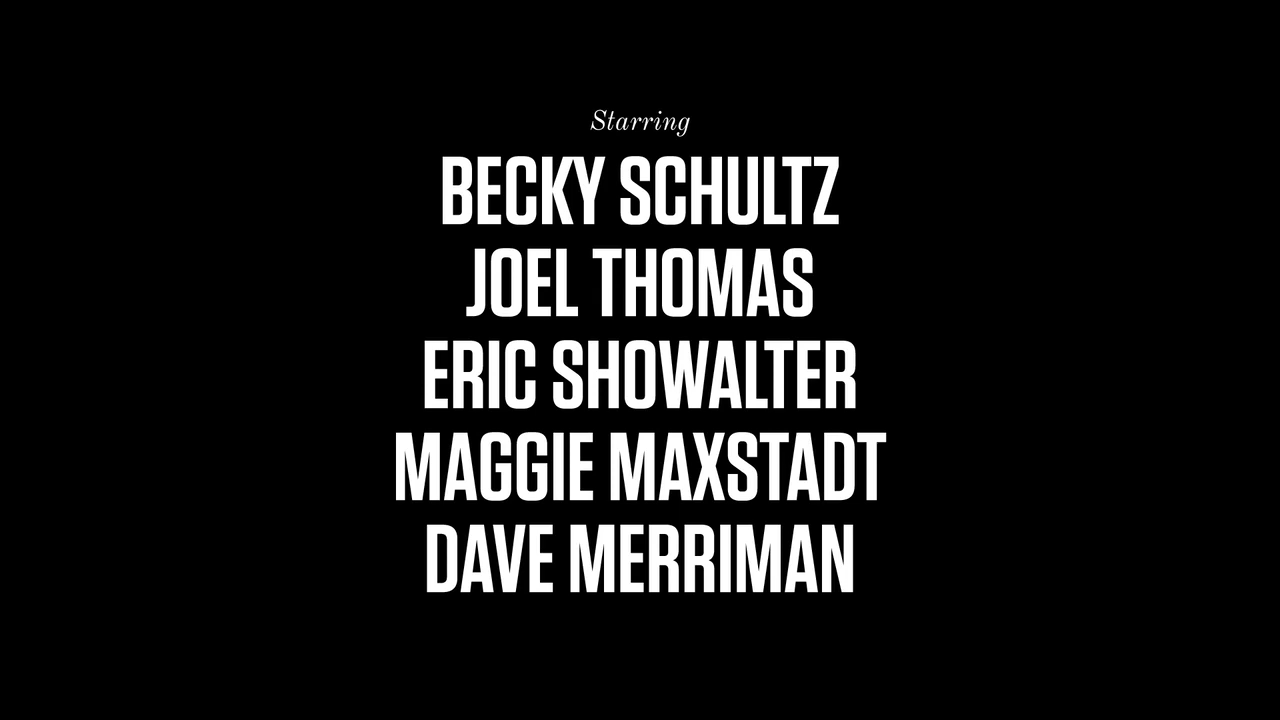 Starring
BECKY SCHULTZ
JOEL THOMAS
ERIC SHOWALTER
MAGGIE MAXSTADT
DAVE MERRIMAN